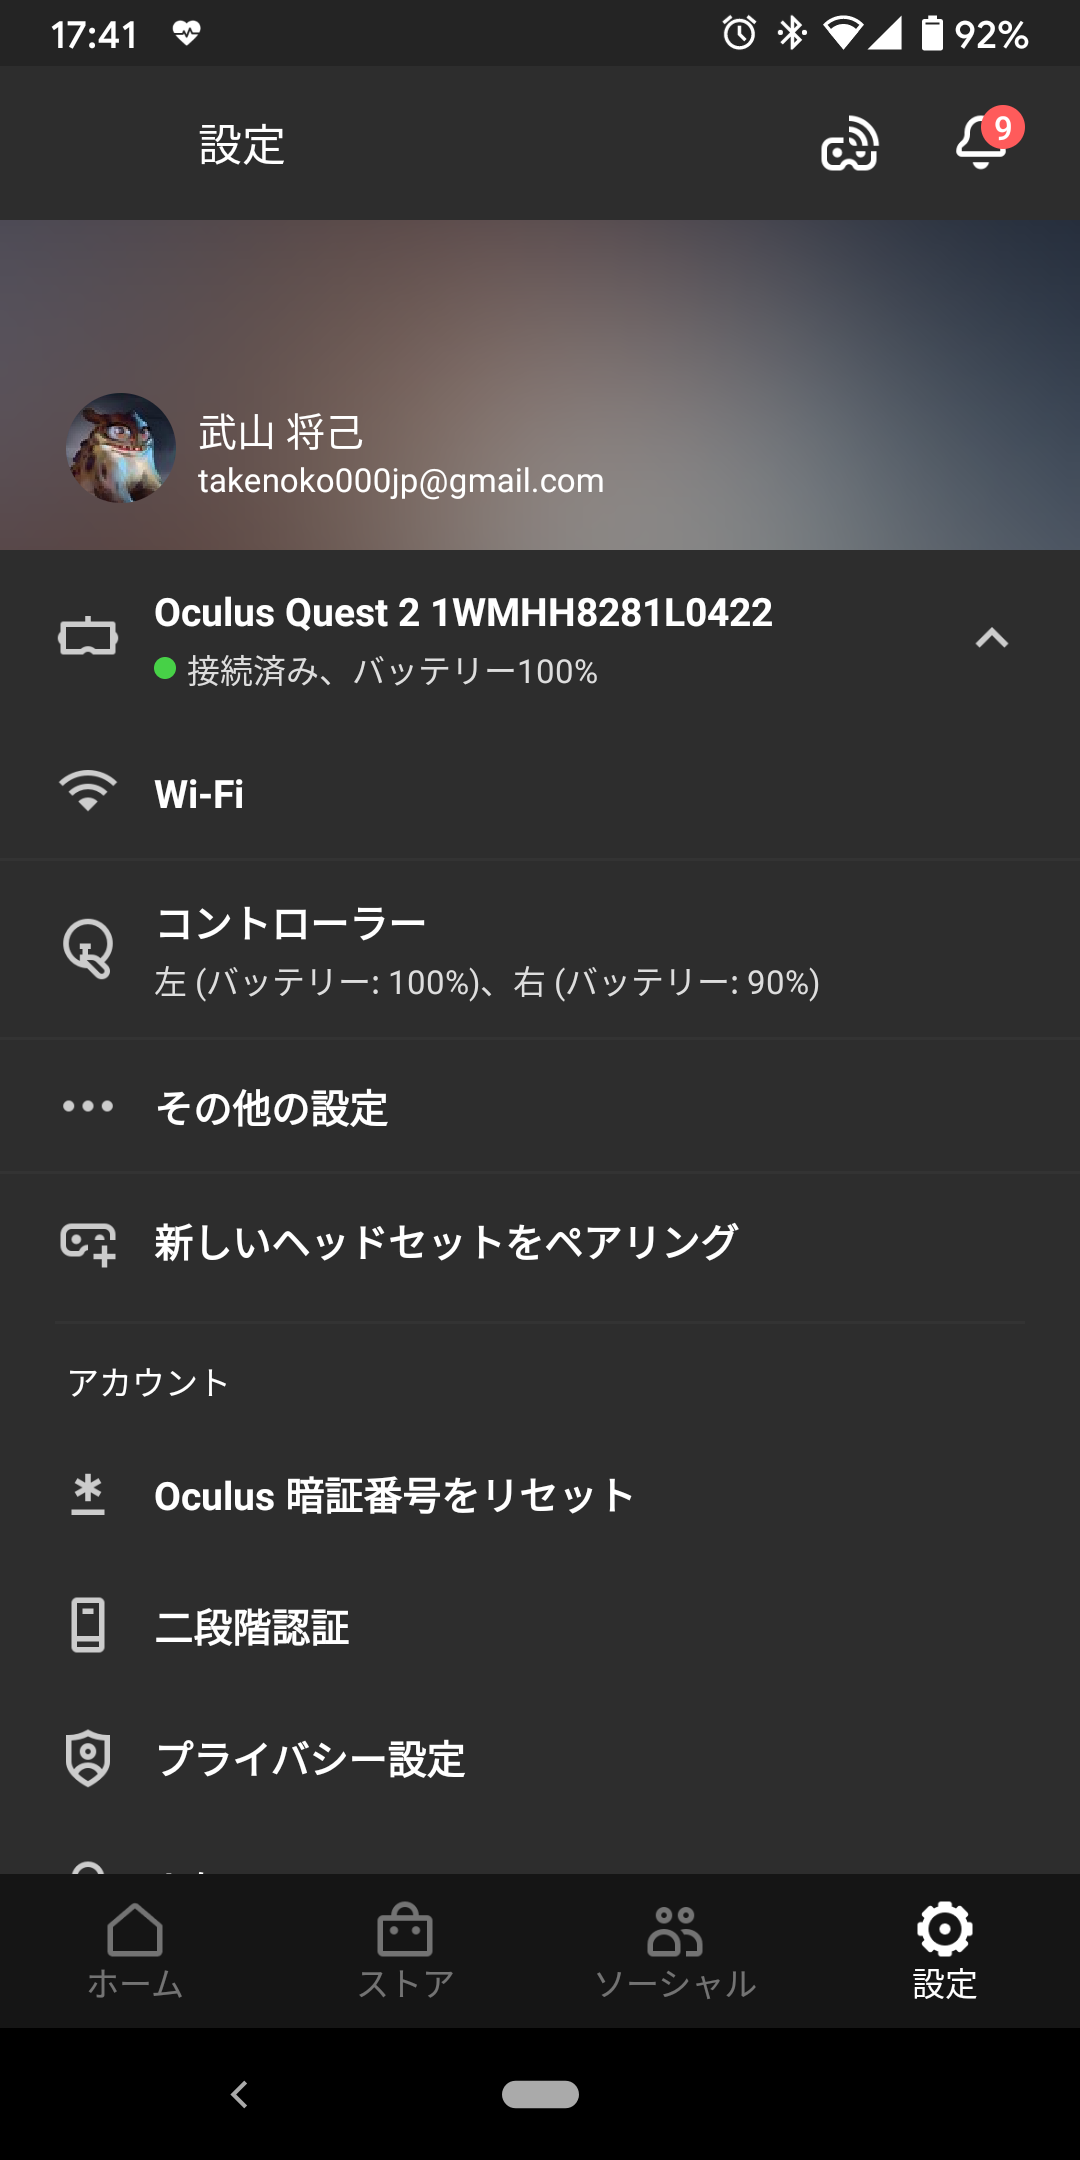 17:41
92%
設定
9
武山 将己
takenoko000jp@gmail.com
Oculus Quest 2 1WMHH8281L0422
接続済み、バッテリー100%
Wi-Fi
コントローラー
左 (バッテリー: 100%)、右 (バッテリー: 90%)
その他の設定
新しいヘッドセットをペアリング
アカウント
Oculus 暗証番号をリセット
二段階認証
プライバシー設定
ホーム
ストア
ソーシャル
設定